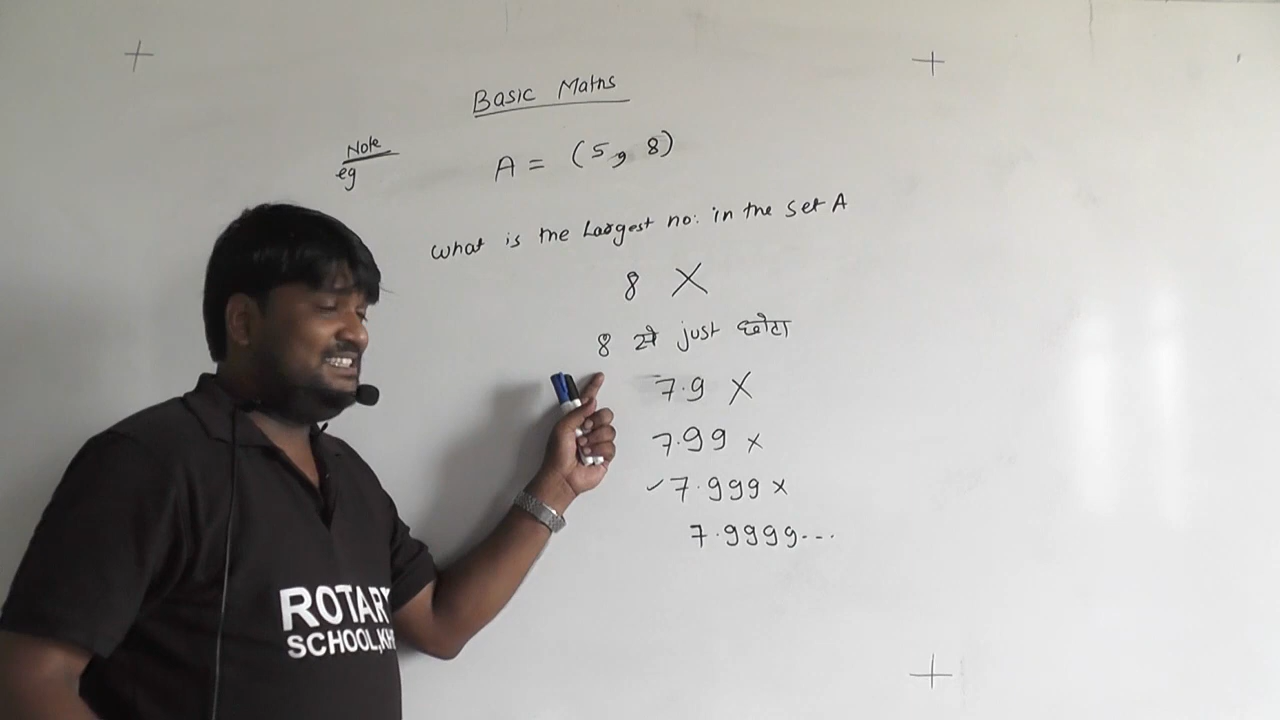 Basic Maths
Note
eg
A = (5, 8)
What is the Largest no. in the set A
8 X
8 से just छोटा
7.9 X
7.99 x
✓7.999 x
7.9999...
ROTARY
SCHOOL,KH